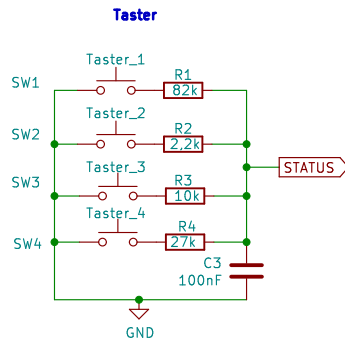 Taster
Taster_1
SW1
R1
82k
Taster_2
SW2
R2
2,2k
Taster_3
STATUS
SW3
R3
10k
Taster_4
SW4
R4
27k
C3
100nF
GND